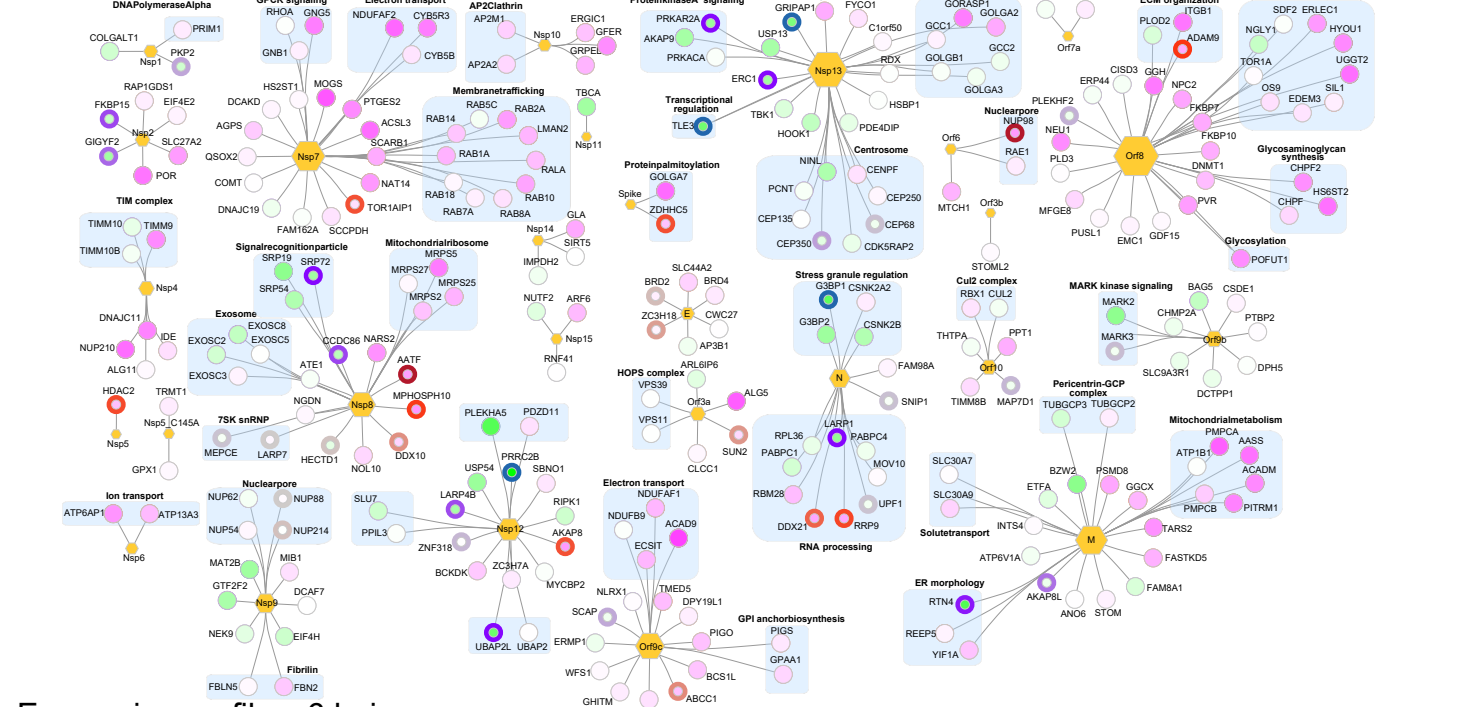 DNAPolymeraseAlpha
PRIM1
COLGALT1
Nsp1
PKP2
GPCR signaling
RHOA
GNG5
GNB1
Electron transport
NDUFAF2
CYB5R3
CYB5B
AP2Clathrin
AP2M1
AP2A2
Nsp10
ERGIC1
GFER
GRPEL
TBCA
Nsp11
ProteinkinaseA signaling
PRKAR2A
AKAP9
PRKACA
GRIPAP1
USP13
ERC1
FYCO1
C1orf50
Nsp13
RDX
HSBP1
GORASP1
GOLGA2
GCC1
GCC2
GOLGB1
GOLGA3
Orf7a
ECM organization
ITGB1
PLOD2
ADAM9
SDF2
ERLEC1
NGLY1
HYOU1
TOR1A
UGGT2
OS9
SIL1
EDEM3
RAP1GDS1
FKBP15
EIF4E2
Nsp2
GIGYF2
SLC27A2
POR
HS2ST1
MOGS
DCAKD
PTGES2
AGPS
ACSL3
SCARB1
QSOX2
Nsp7
COMT
NAT14
DNAJC19
TOR1AIP1
FAM162A
SCCPDH
Membranetrafficking
RAB5C
RAB2A
RAB14
LMAN2
RAB1A
RALA
RAB18
RAB10
RAB7A
RAB8A
Transcriptional
regulation
TLE3
TBK1
HOOK1
PDE4DIP
Centrosome
NINL
CENPF
PCNT
CEP250
CEP135
CEP68
CEP350
CDK5RAP2
Proteinpalmitoylation
GOLGA7
Spike
ZDHHC5
Nuclearpore
NUP98
Orf6
RAE1
MTCH1
CISD3
GGH
ERP44
NPC2
PLEKHF2
FKBP7
NEU1
FKBP10
PLD3
Orf8
DNMT1
MFGE8
PVR
PUSL1
EMC1
GDF15
Glycosaminoglycan
synthesis
CHPF2
HS6ST2
CHPF
Glycosylation
POFUT1
TIM complex
TIMM10
TIMM9
TIMM10B
Nsp4
DNAJC11
IDE
NUP210
ALG11
Signalrecognitionparticle
SRP19
SRP72
SRP54
Mitochondrialribosome
MRPS5
MRPS27
MRPS25
MRPS2
GLA
Nsp14
SIRT5
IMPDH2
NUTF2
ARF6
Nsp15
RNF41
SLC44A2
BRD2
BRD4
E
ZC3H18
CWC27
AP3B1
Stress granule regulation
G3BP1
CSNK2A2
G3BP2
CSNK2B
N
FAM98A
SNIP1
Orf3b
STOML2
Cul2 complex
RBX1
CUL2
THTPA
PPT1
Orf10
TIMM8B
MAP7D1
MARK kinase signaling
MARK2
BAG5
CSDE1
CHMP2A
PTBP2
MARK3
Orf9b
SLC9A3R1
DPH5
DCTPP1
Exosome
EXOSC8
EXOSC2
EXOSC5
EXOSC3
CCDC86
NARS2
ATE1
AATF
NGDN
Nsp8
MPHOSPH10
7SK snRNP
MEPCE
LARP7
HECTD1
NOL10
DDX10
HDAC2
Nsp5
TRMT1
Nsp5_C145A
GPX1
HOPS complex
VPS39
VPS11
ARL6IP6
ALG5
Orf3a
SUN2
CLCC1
LARP1
RPL36
PABPC4
PABPC1
MOV10
RBM28
UPF1
DDX21
RRP9
RNA processing
Pericentrin-GCP
complex
TUBGCP3
TUBGCP2
Mitochondrialmetabolism
PMPCA
AASS
ATP1B1
ACADM
PMPCB
PITRM1
SLC30A7
SLC30A9
Solutetransport
BZW2
PSMD8
ETFA
GGCX
INTS4
TARS2
M
ATP6V1A
FASTKD5
AKAP8L
FAM8A1
ANO6
STOM
ER morphology
RTN4
REEP5
YIF1A
Ion transport
ATP6AP1
ATP13A3
Nsp6
Nuclearpore
NUP62
NUP88
NUP54
NUP214
MAT2B
MIB1
GTF2F2
DCAF7
Nsp9
NEK9
EIF4H
Fibrilin
FBLN5
FBN2
PLEKHA5
PDZD11
PRRC2B
USP54
SBNO1
SLU7
LARP4B
RIPK1
PPIL3
Nsp12
AKAP8
ZNF318
ZC3H7A
BCKDK
MYCBP2
UBAP2L
UBAP2
Electron transport
NDUFAF1
NDUFB9
ACAD9
ECSIT
NLRX1
TMED5
SCAP
DPY19L1
ERMP1
PIGO
Orf9c
WFS1
BCS1L
GHITM
ABCC1
GPI anchorbiosynthesis
PIGS
GPAA1